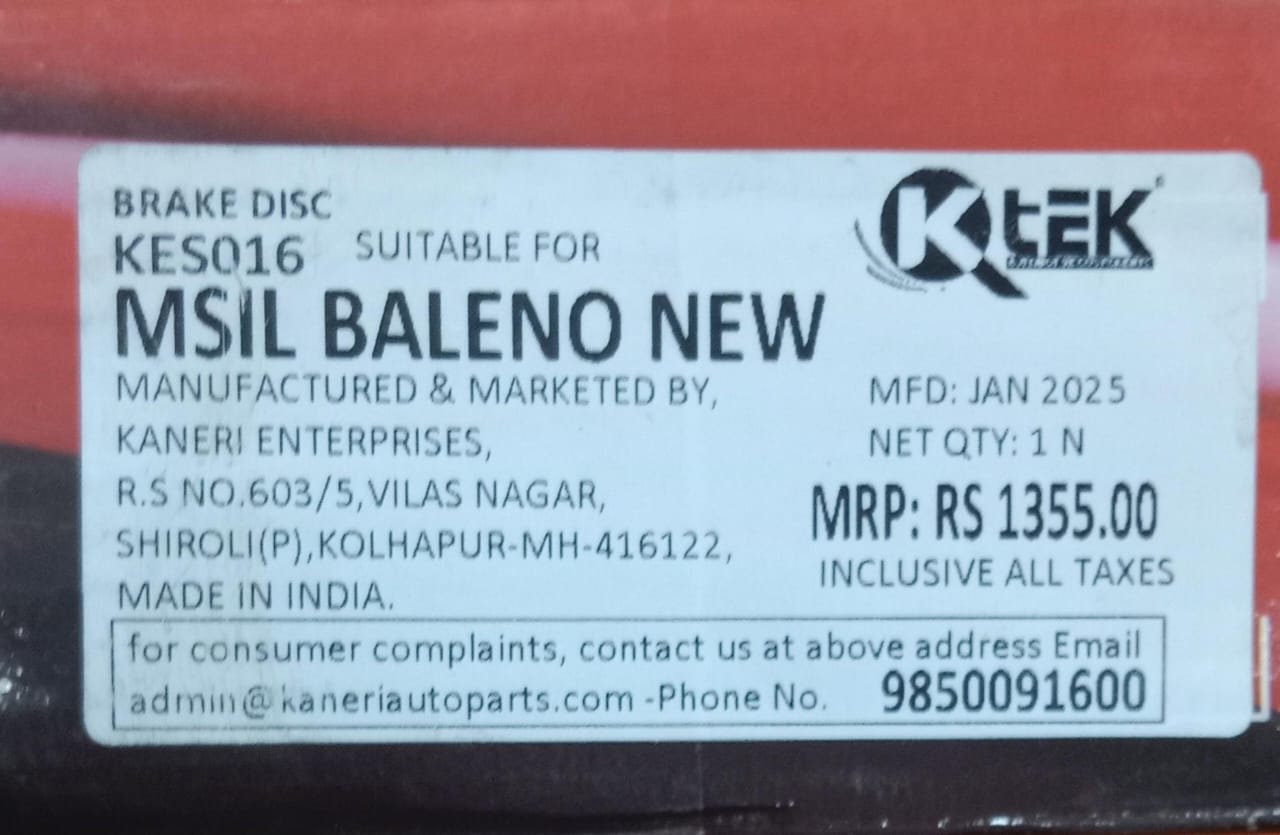 BRAKE DISC
KES016 SUITABLE FOR
KtEK
MSIL BALENO NEW
MANUFACTURED & MARKETED BY,
KANERI ENTERPRISES,
R.S NO.603/5,VILAS NAGAR,
SHIROLI(P),KOLHAPUR-MH-416122,
MADE IN INDIA.
MFD: JAN 2025
NET QTY: 1 N
MRP: RS 1355.00
INCLUSIVE ALL TAXES
for consumer complaints, contact us at above address Email
admin@kaneriautoparts.com -Phone No. 9850091600